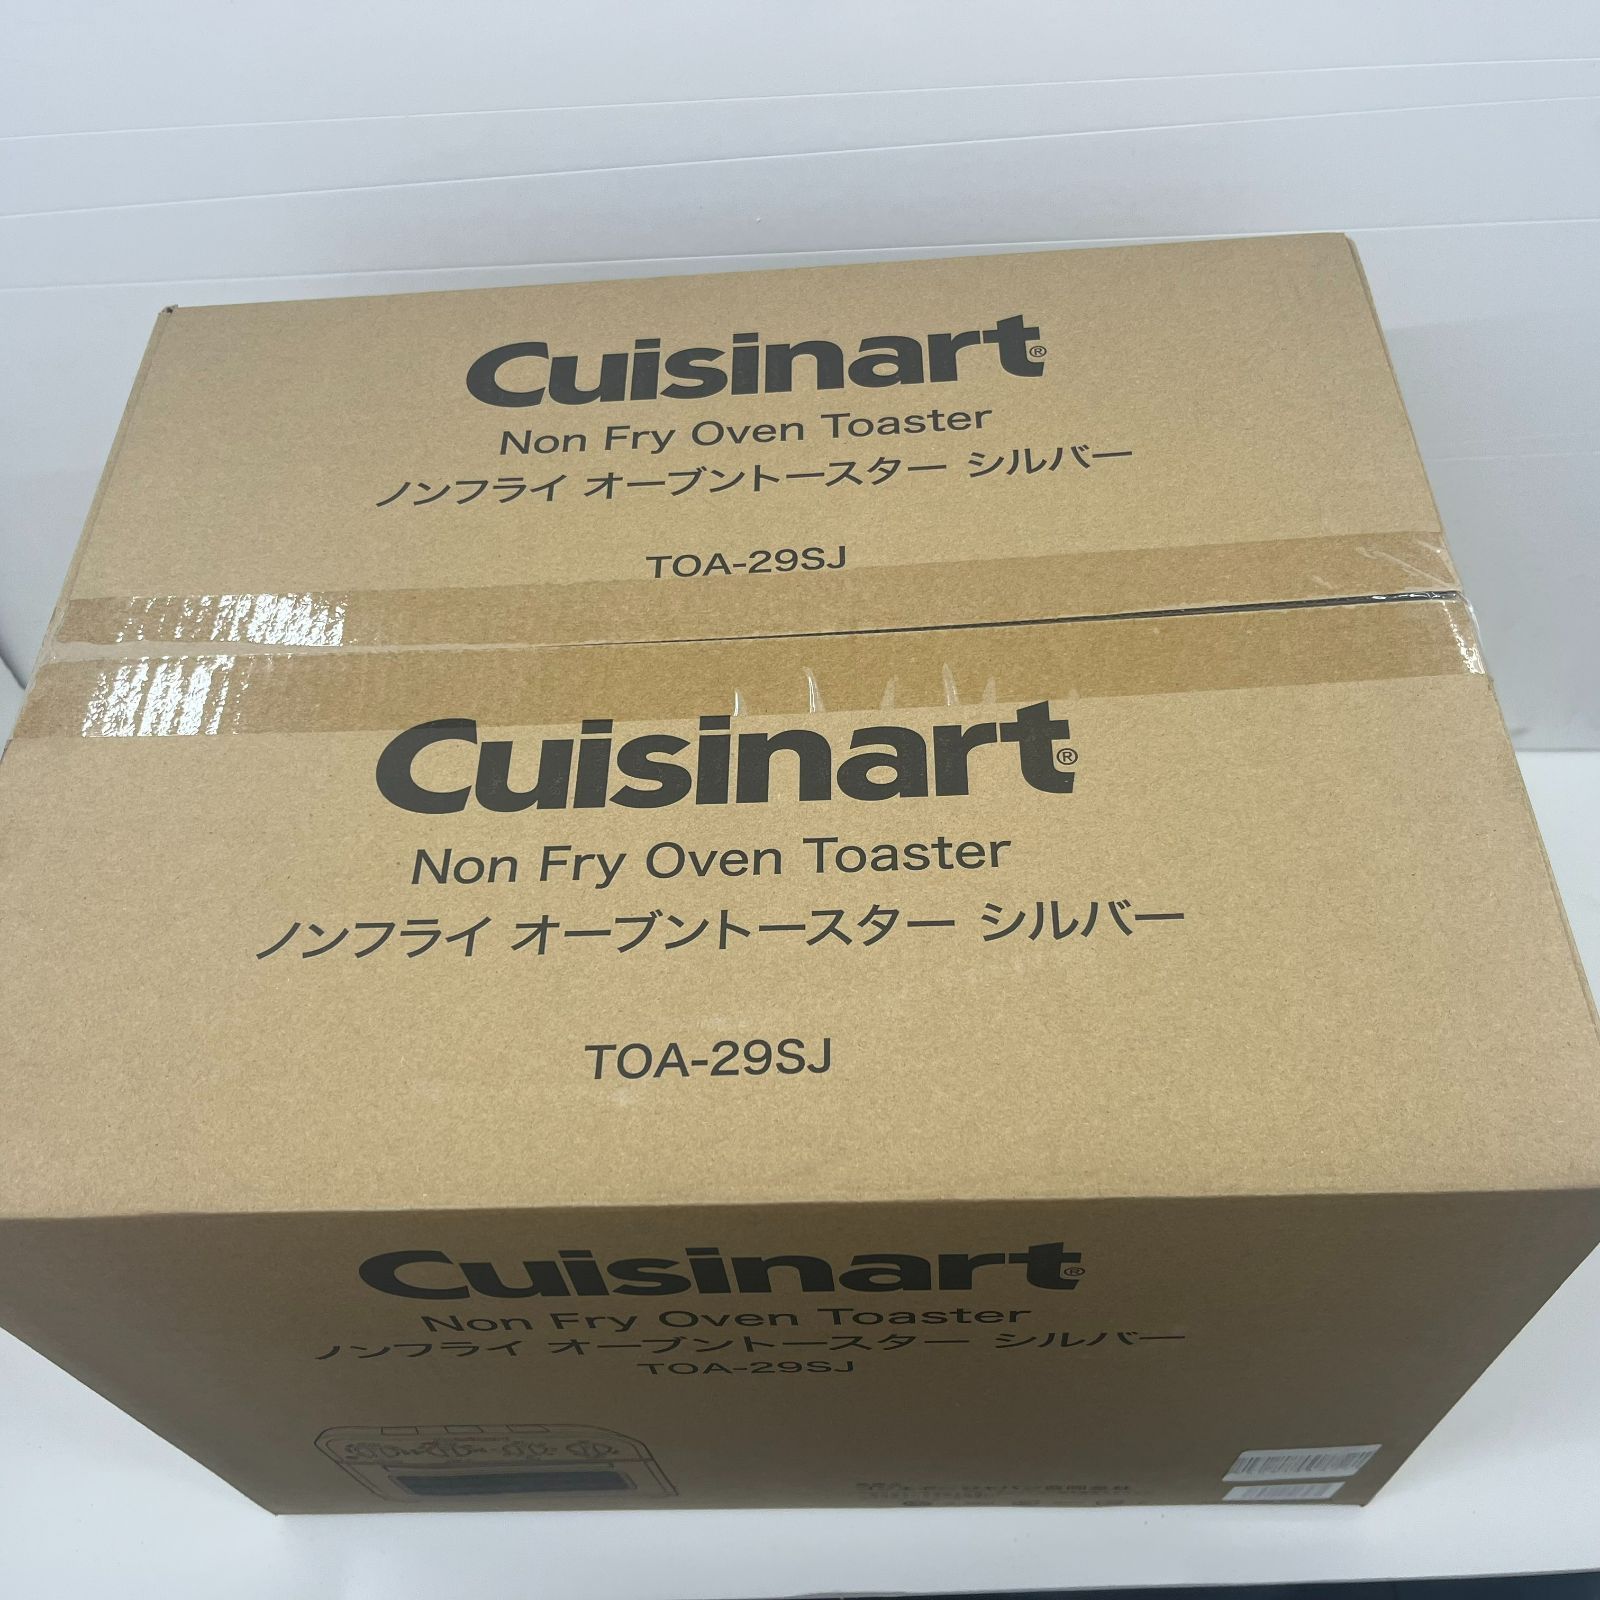 Cuisinart®
Non Fry Oven Toaster
ノンフライ オーブントースター シルバー
TOA-29SJ
Cuisinart®
Non Fry Oven Toaster
ノンフライ オーブントースター シルバー
TOA-29SJ
Cuisinart®
Non Fry Oven Toaster
ノンフライ オーブントースター シルバー
TOA-29SJ